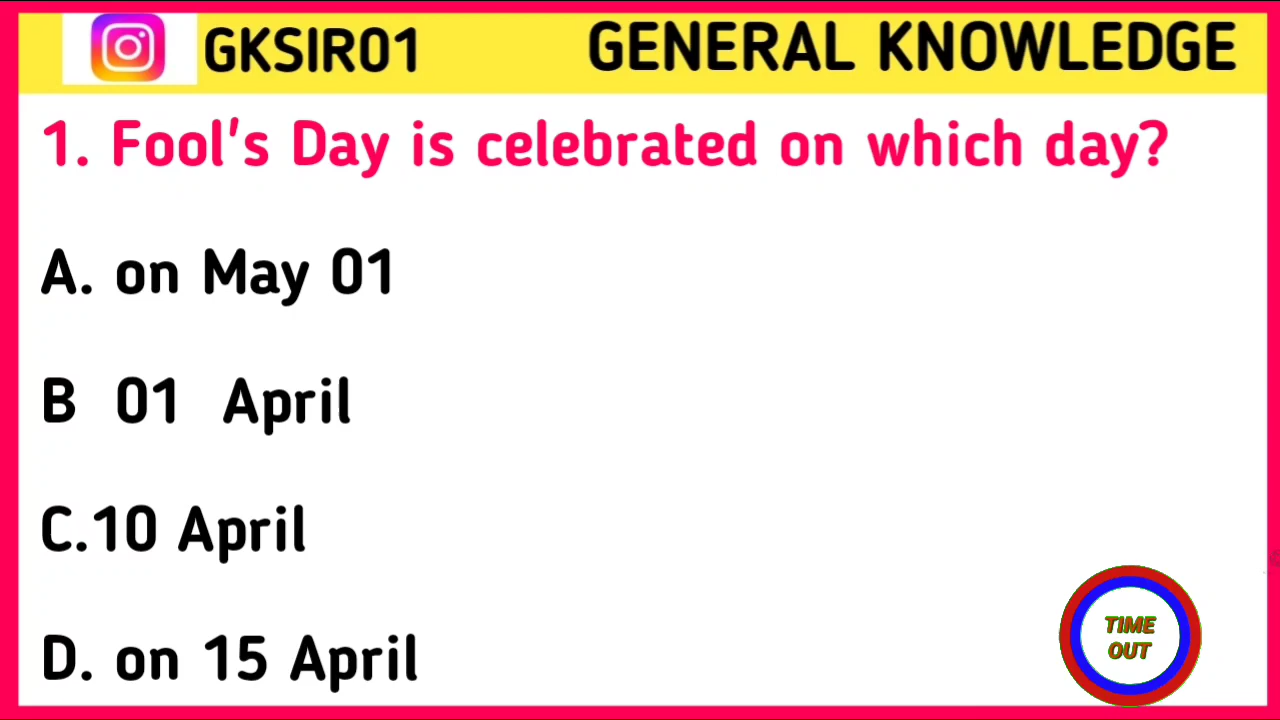 GKSIR01 GENERAL KNOWLEDGE
1. Fool's Day is celebrated on which day?
A. on May 01
B 01 April
C.10 April
D. on 15 April
TIME
OUT